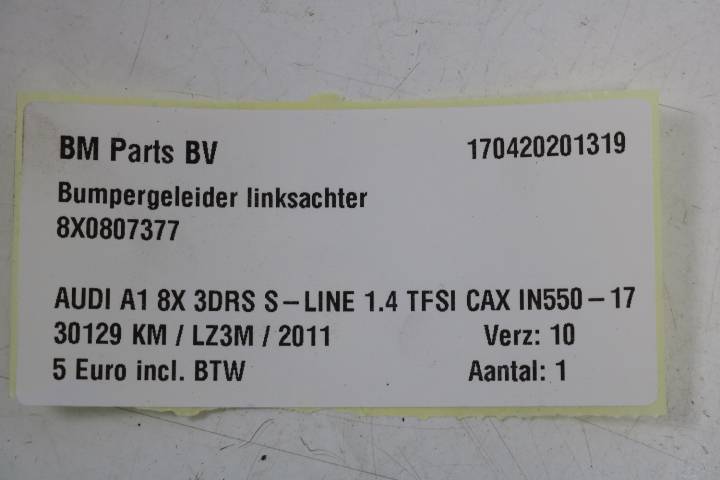 BM Parts BV 170420201319
Bumpergeleider linksachter
8X0807377
AUDI A1 8X 3DRS S-LINE 1.4 TFSI CAX IN550-17
30129 KM / LZ3M / 2011 Verz: 10
5 Euro incl. BTW Aantal: 1